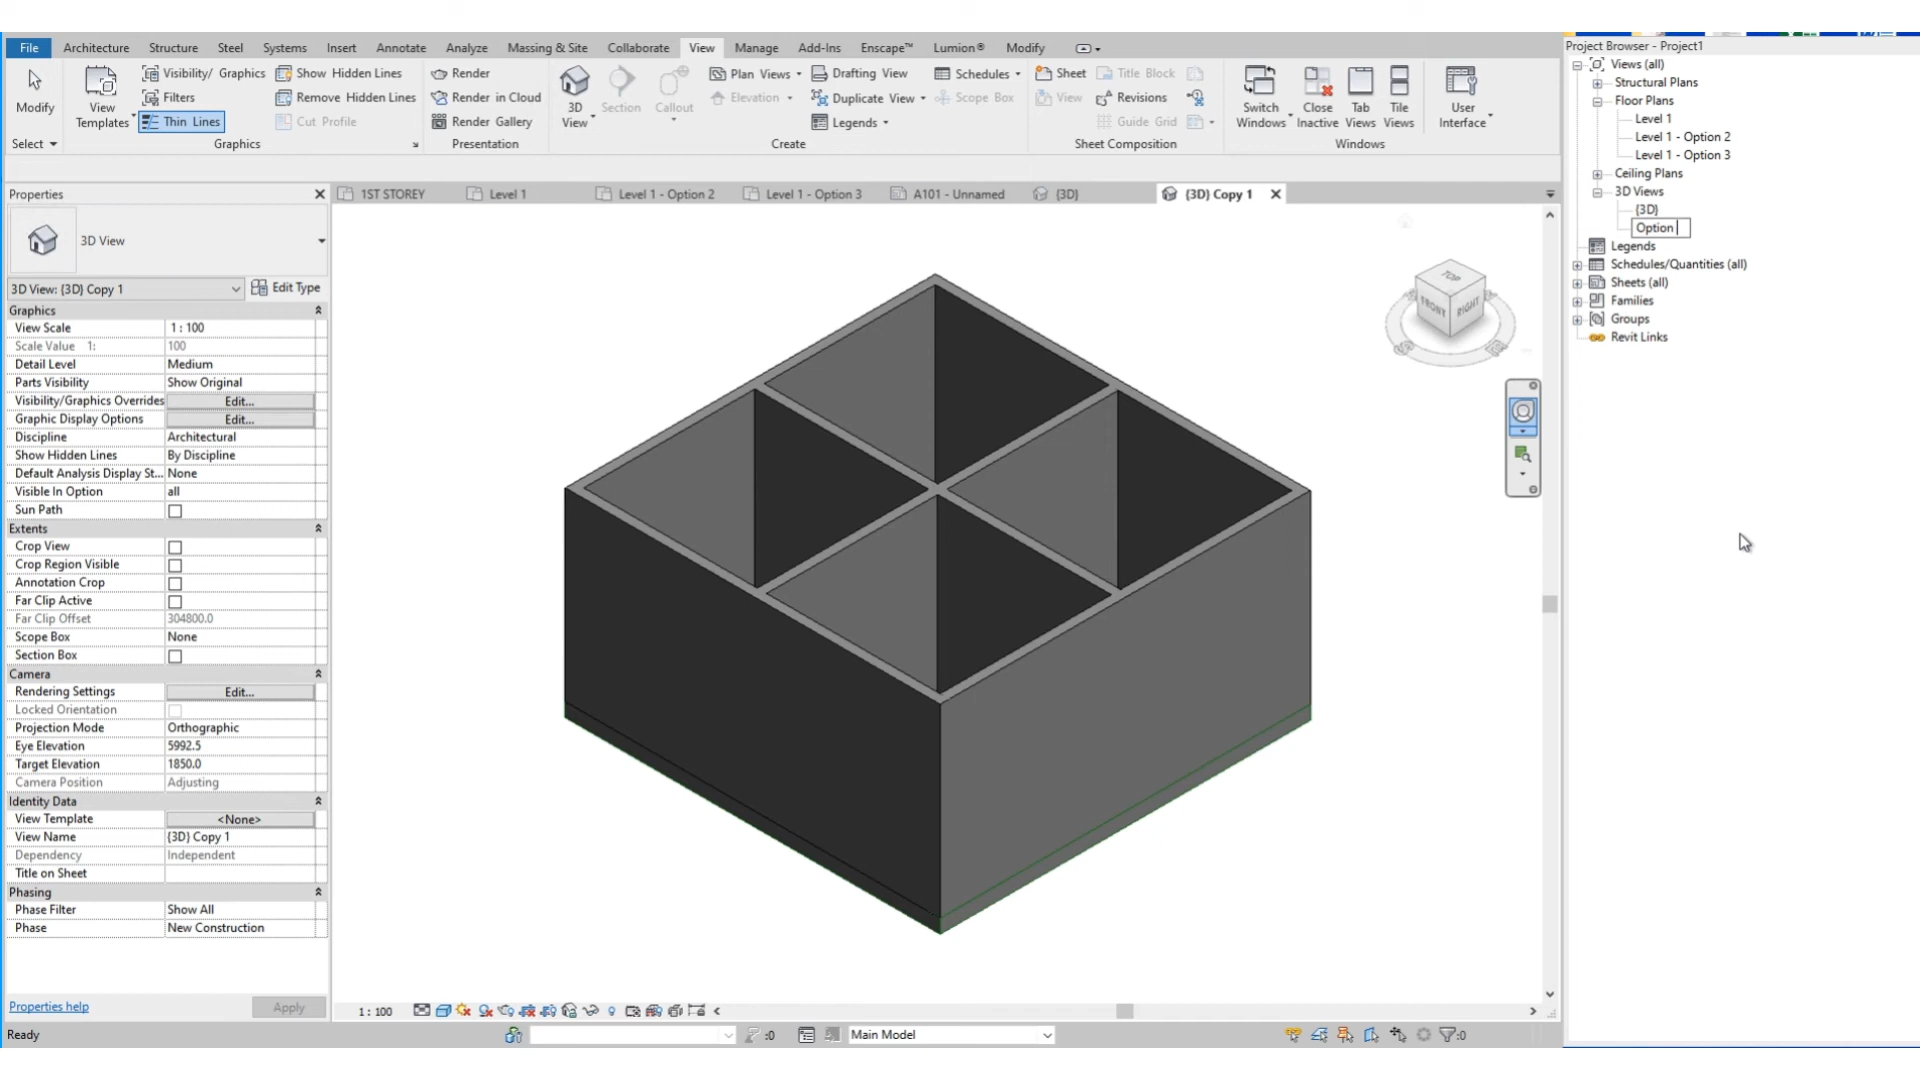 File Architecture Structure Steel Systems Insert Annotate Analyze Massing & Site Collaborate View Manage Add-Ins Enscape™ Lumion® Modify
Modify
Select
View Templates
Visibility/ Graphics
Filters
Thin Lines
Show Hidden Lines
Remove Hidden Lines
Cut Profile
Graphics
Render
Render in Cloud
Render Gallery
Presentation
3D View
Section
Callout
Plan Views
Elevation
Drafting View
Duplicate View
Legends
Schedules
Scope Box
Create
Sheet
View
Title Block
Revisions
Guide Grid
Sheet Composition
Switch Windows
Close Inactive
Tab Views
Tile Views
Windows
User Interface
Properties
1ST STOREY
Level 1
Level 1 - Option 2
Level 1 - Option 3
A101 - Unnamed
{3D}
{3D} Copy 1
3D View
3D View: {3D} Copy 1
Edit Type
Graphics
View Scale 1 : 100
Scale Value 1: 100
Detail Level Medium
Parts Visibility Show Original
Visibility/Graphics Overrides Edit...
Graphic Display Options Edit...
Discipline Architectural
Show Hidden Lines By Discipline
Default Analysis Display St... None
Visible In Option all
Sun Path
Extents
Crop View
Crop Region Visible
Annotation Crop
Far Clip Active
Far Clip Offset 304800.0
Scope Box None
Section Box
Camera
Rendering Settings Edit...
Locked Orientation
Projection Mode Orthographic
Eye Elevation 5992.5
Target Elevation 1850.0
Camera Position Adjusting
Identity Data
View Template <None>
View Name {3D} Copy 1
Dependency Independent
Title on Sheet
Phasing
Phase Filter Show All
Phase New Construction
Properties help
Apply
TOP
FRONT
RIGHT
1 : 100
Ready
:0
Main Model
:0
Project Browser - Project1
Views (all)
Structural Plans
Floor Plans
Level 1
Level 1 - Option 2
Level 1 - Option 3
Ceiling Plans
3D Views
{3D}
Option
Legends
Schedules/Quantities (all)
Sheets (all)
Families
Groups
Revit Links